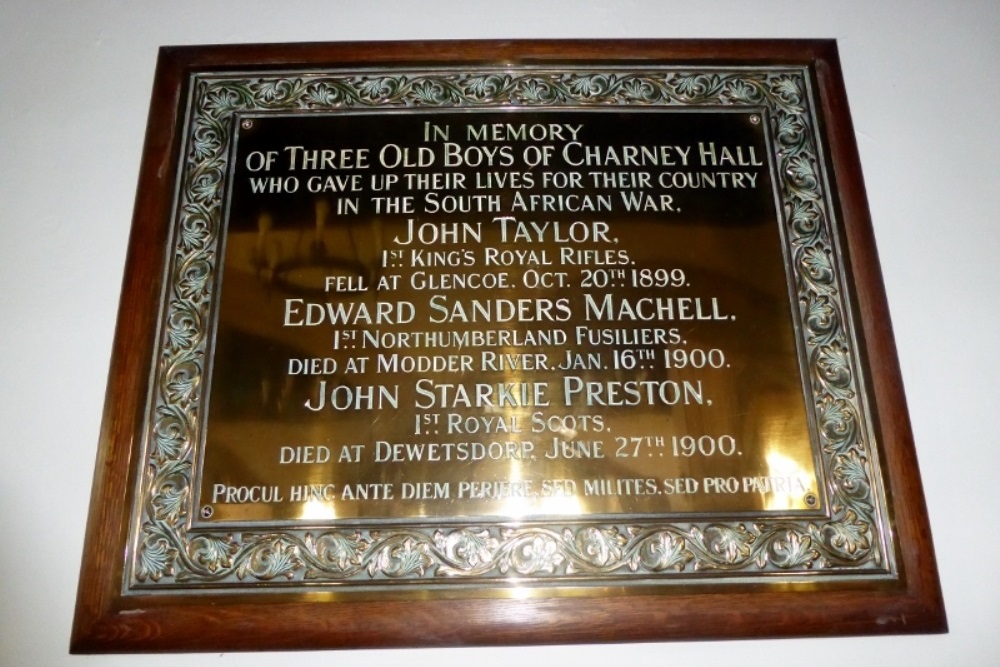 IN MEMORY
OF THREE OLD BOYS OF CHARNEY HALL
WHO GAVE UP THEIR LIVES FOR THEIR COUNTRY
IN THE SOUTH AFRICAN WAR.
JOHN TAYLOR,
1ST KING'S ROYAL RIFLES.
FELL AT GLENCOE. OCT. 20TH 1899.
EDWARD SANDERS MACHELL,
1ST NORTHUMBERLAND FUSILIERS,
DIED AT MODDER RIVER. JAN. 16TH 1900.
JOHN STARKIE PRESTON,
1ST ROYAL SCOTS,
DIED AT DEWETSDORP, JUNE 27TH 1900.
PROCUL HINC ANTE DIEM PERIERE, SED MILITES, SED PRO PATRIA